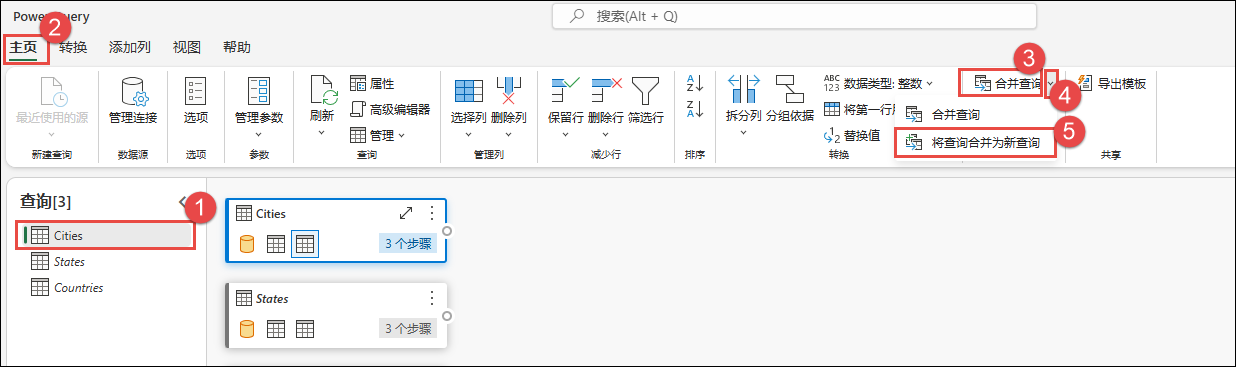 Power Query
搜索(Alt + Q)
2
主页
转换
添加列
视图
帮助
3
最近使用的源
管理连接
选项
管理参数
刷新
属性
高级编辑器
管理
选择列
删除列
保留行
删除行
筛选行
拆分列
分组依据
ABC
123
数据类型: 整数
将第一行
1
2
替换值
合并查询
4
合并查询
5
将查询合并为新查询
导出模板
新建查询
数据源
选项
参数
查询
管理列
减少行
排序
转换
共享
查询[3]
1
Cities
States
Countries
Cities
3 个步骤
States
3 个步骤